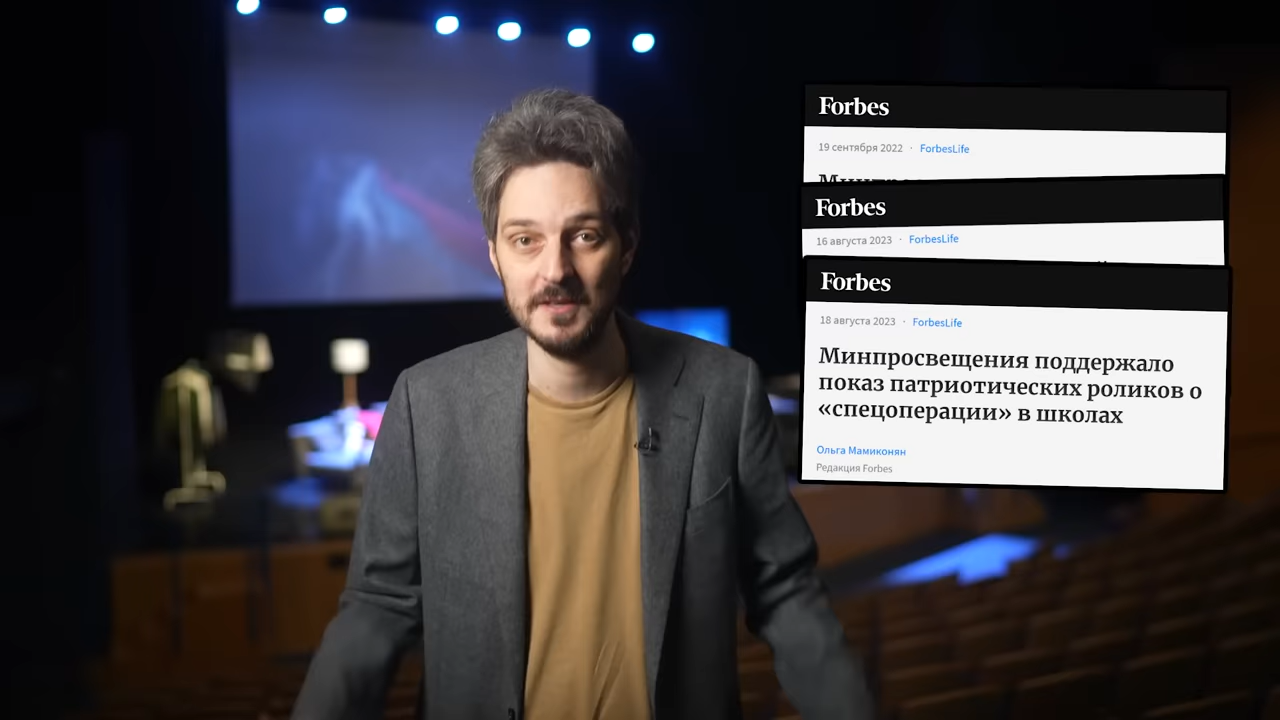 Forbes
19 сентября 2022 · ForbesLife
Forbes
16 августа 2023 · ForbesLife
Forbes
18 августа 2023 · ForbesLife
Минпросвещения поддержало
показ патриотических роликов о
«спецоперации» в школах
Ольга Мамиконян
Редакция Forbes